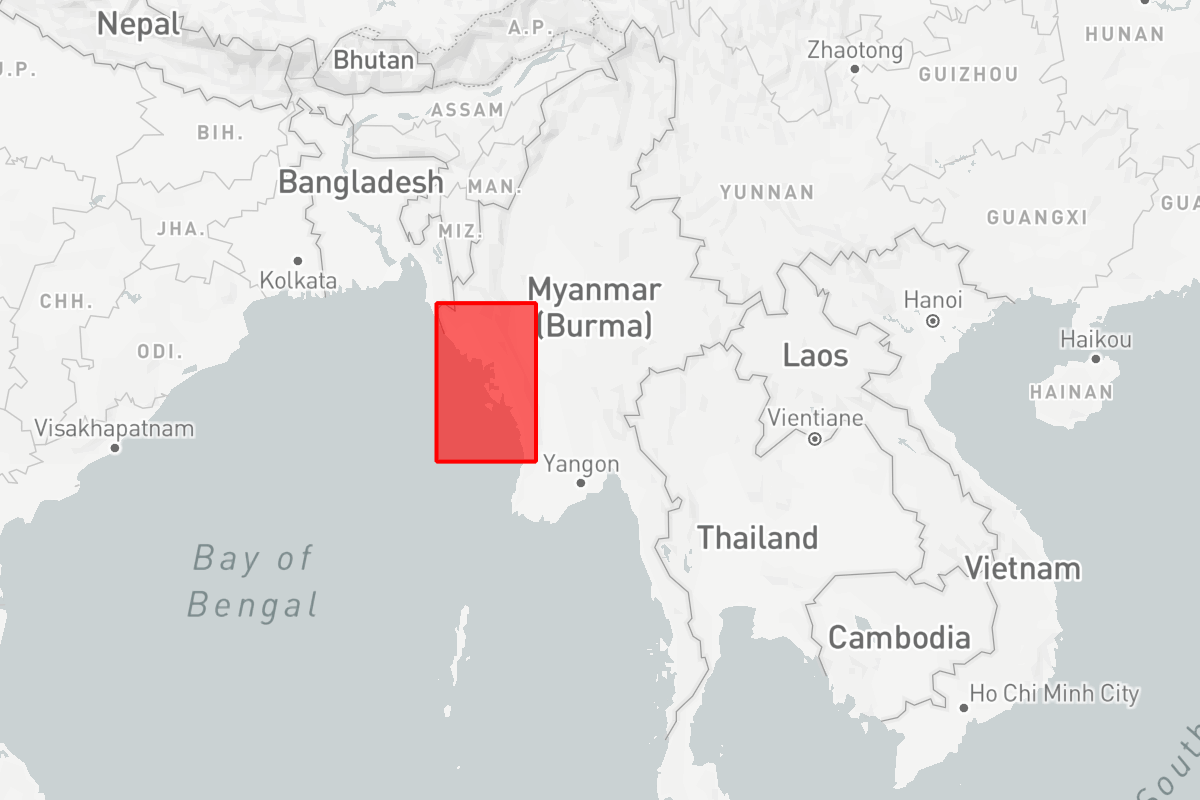 Nepal
A.P.
HUNAN
Bhutan
Zhaotong
U.P.
GUIZHOU
ASSAM
BIH.
Bangladesh
MAN.
YUNNAN
GUANGXI
JHA.
MIZ.
Kolkata
Myanmar
(Burma)
CHH.
Hanoi
Haikou
ODI.
Laos
HAINAN
Visakhapatnam
Vientiane
Yangon
Thailand
Bay of
Bengal
Vietnam
Cambodia
Ho Chi Minh City
South